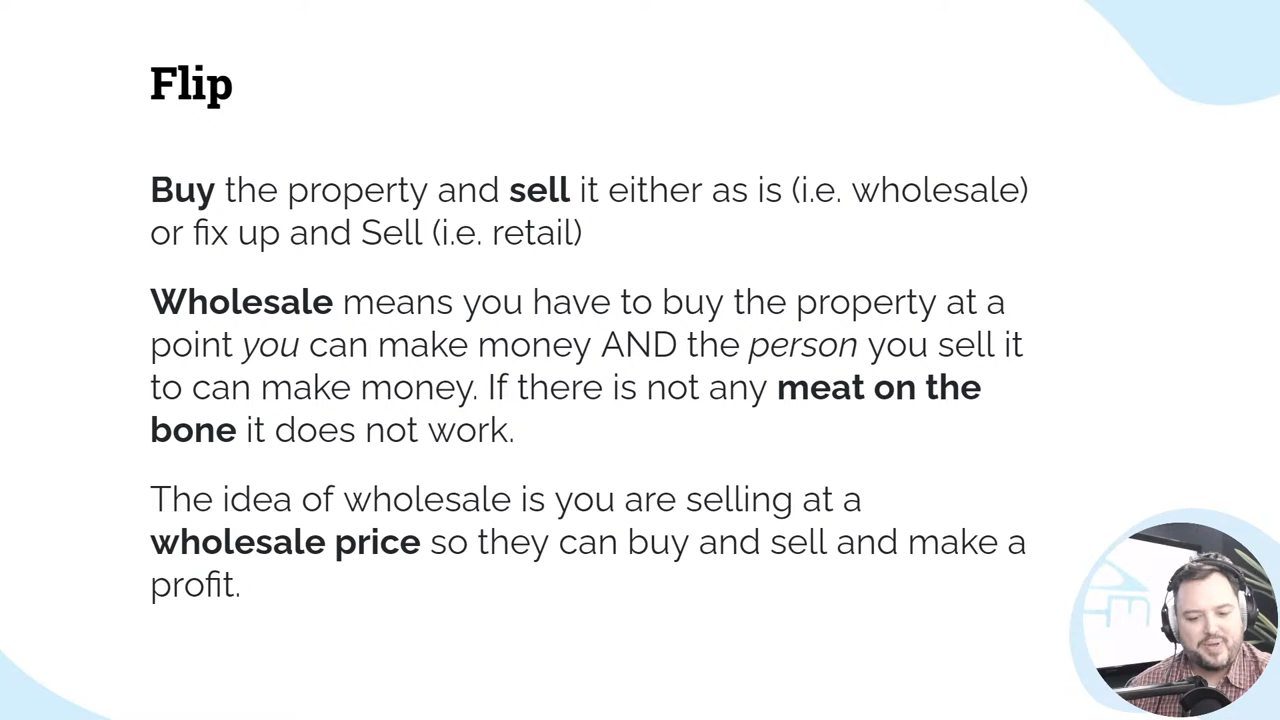 Flip
Buy the property and sell it either as is (i.e. wholesale)
or fix up and Sell (i.e. retail)
Wholesale means you have to buy the property at a
point you can make money AND the person you sell it
to can make money. If there is not any meat on the
bone it does not work.
The idea of wholesale is you are selling at a
wholesale price so they can buy and sell and make a
profit.